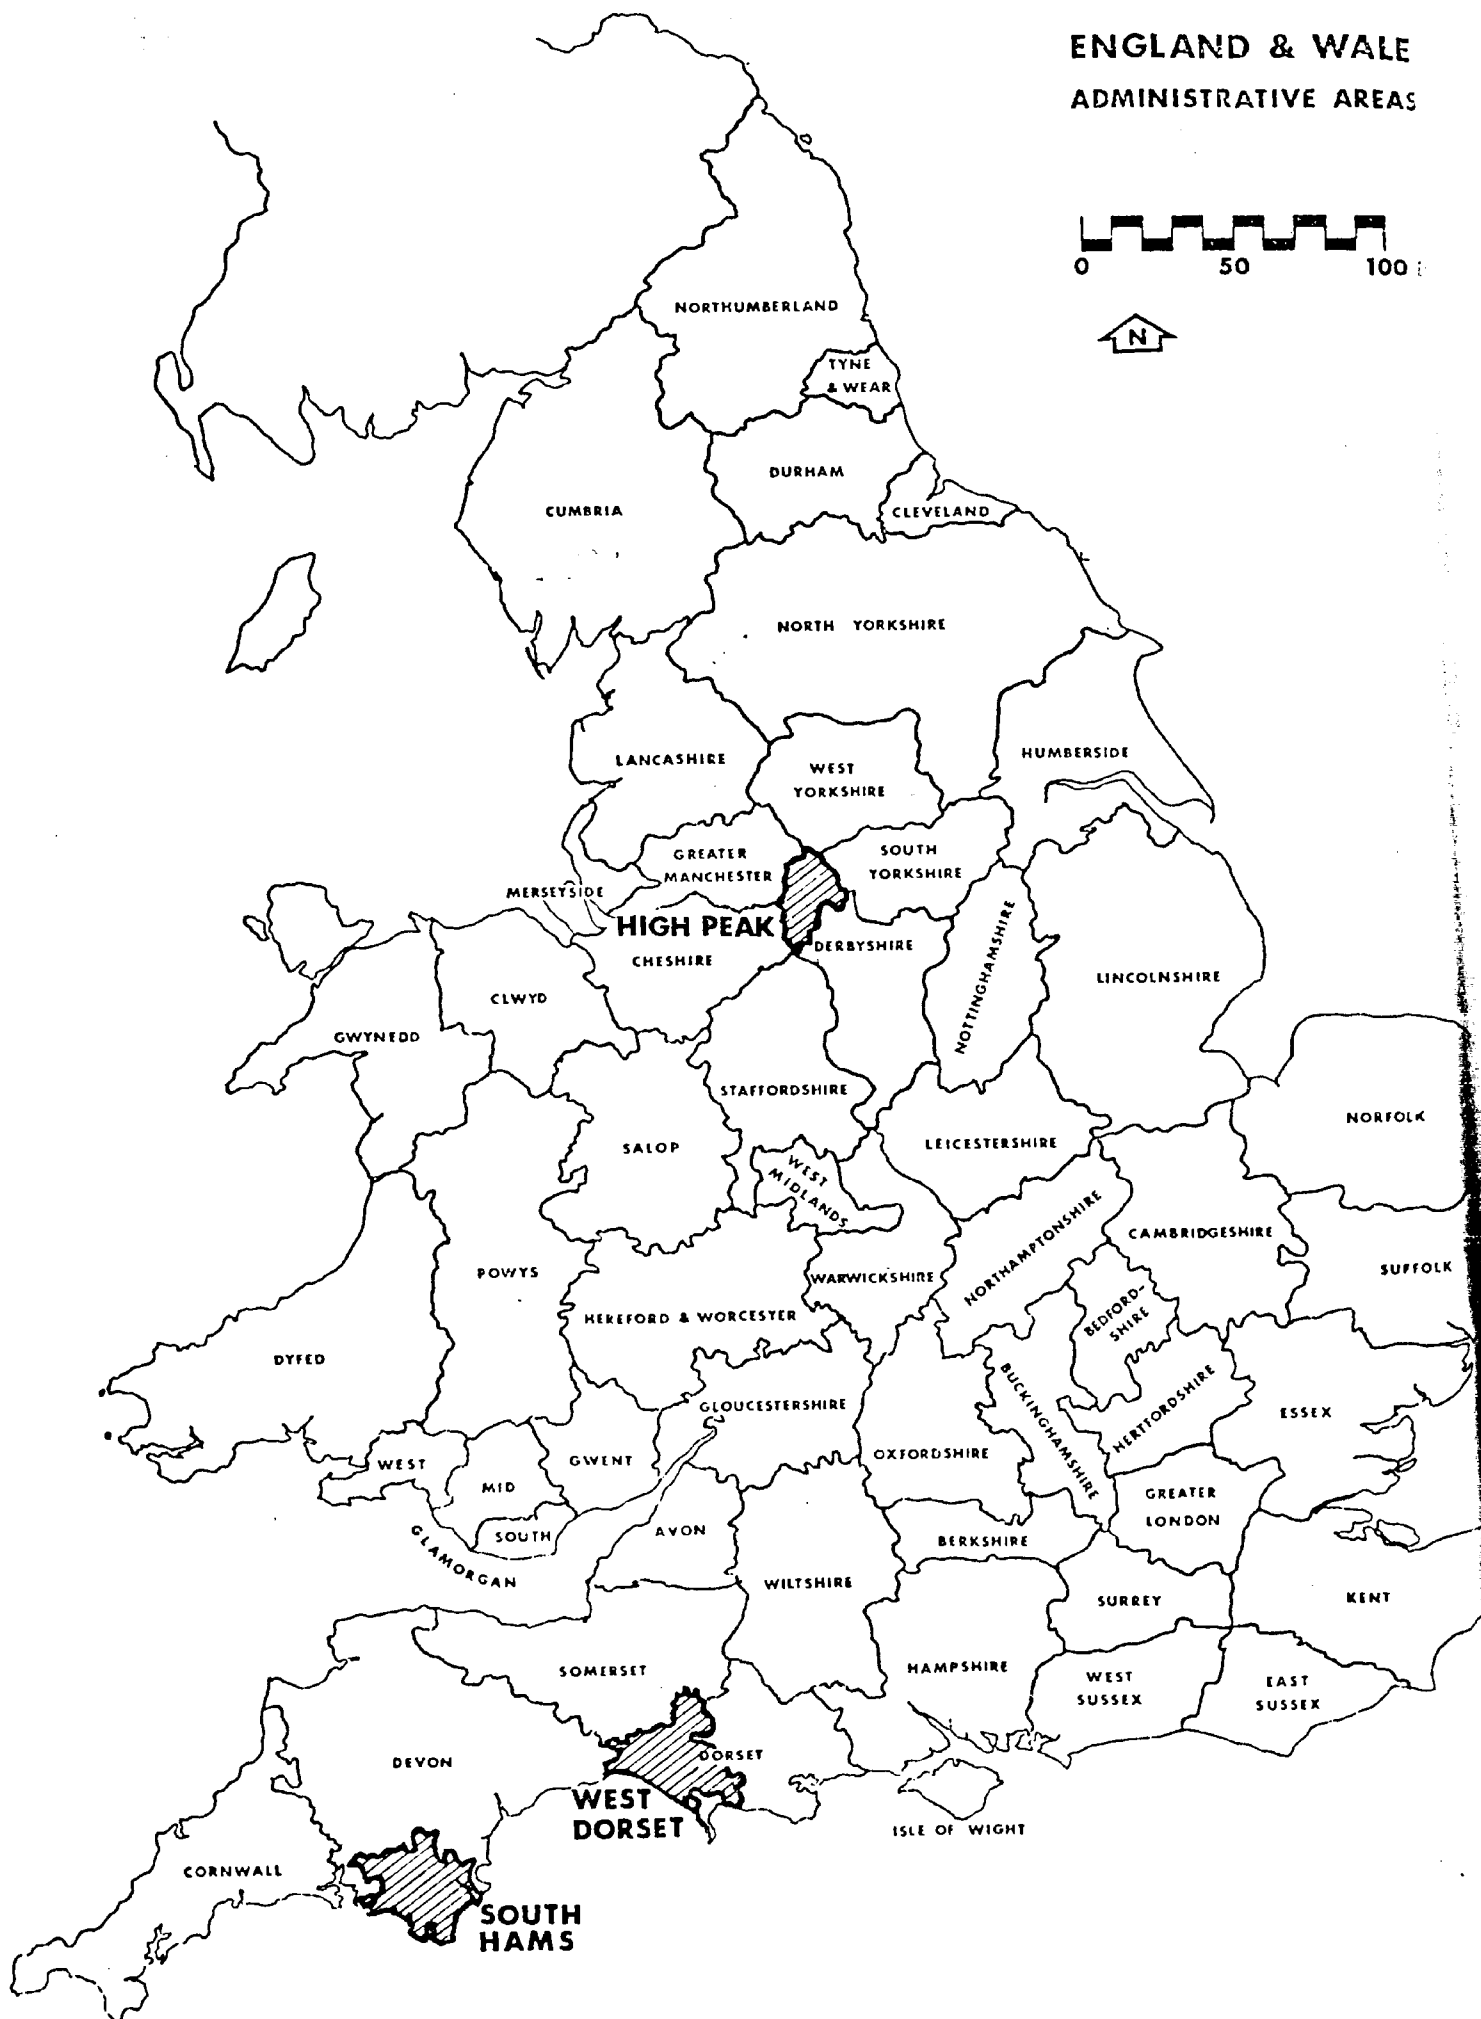 ENGLAND & WALE
ADMINISTRATIVE AREAS
0 50 100
N
NORTHUMBERLAND
TYNE
& WEAR
DURHAM
CLEVELAND
CUMBRIA
NORTH YORKSHIRE
LANCASHIRE
WEST
YORKSHIRE
HUMBERSIDE
GREATER
MANCHESTER
SOUTH
YORKSHIRE
MERSEYSIDE
HIGH PEAK
DERBYSHIRE
CHESHIRE
NOTTINGHAMSHIRE
LINCOLNSHIRE
CLWYD
GWYNEDD
STAFFORDSHIRE
NORFOLK
SALOP
LEICESTERSHIRE
WEST
MIDLANDS
NORTHAMPTONSHIRE
CAMBRIDGESHIRE
SUFFOLK
POWYS
WARWICKSHIRE
HEREFORD & WORCESTER
BEDFORD-
SHIRE
DYFED
BUCKINGHAMSHIRE
HERTFORDSHIRE
GLOUCESTERSHIRE
ESSEX
OXFORDSHIRE
WEST
GWENT
MID
GREATER
LONDON
SOUTH
AVON
BERKSHIRE
GLAMORGAN
WILTSHIRE
SURREY
KENT
SOMERSET
HAMPSHIRE
WEST
SUSSEX
EAST
SUSSEX
DEVON
DORSET
WEST
DORSET
ISLE OF WIGHT
CORNWALL
SOUTH
HAMS